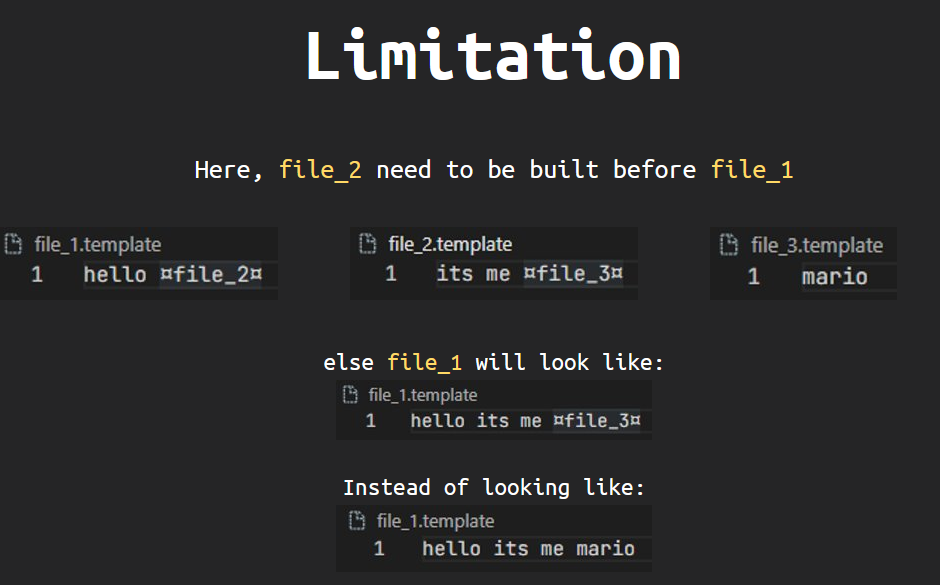 Limitation
Here, file_2 need to be built before file_1
file_1.template
1 hello ¤file_2¤
file_2.template
1 its me ¤file_3¤
file_3.template
1 mario
else file_1 will look like:
file_1.template
1 hello its me ¤file_3¤
Instead of looking like:
file_1.template
1 hello its me mario